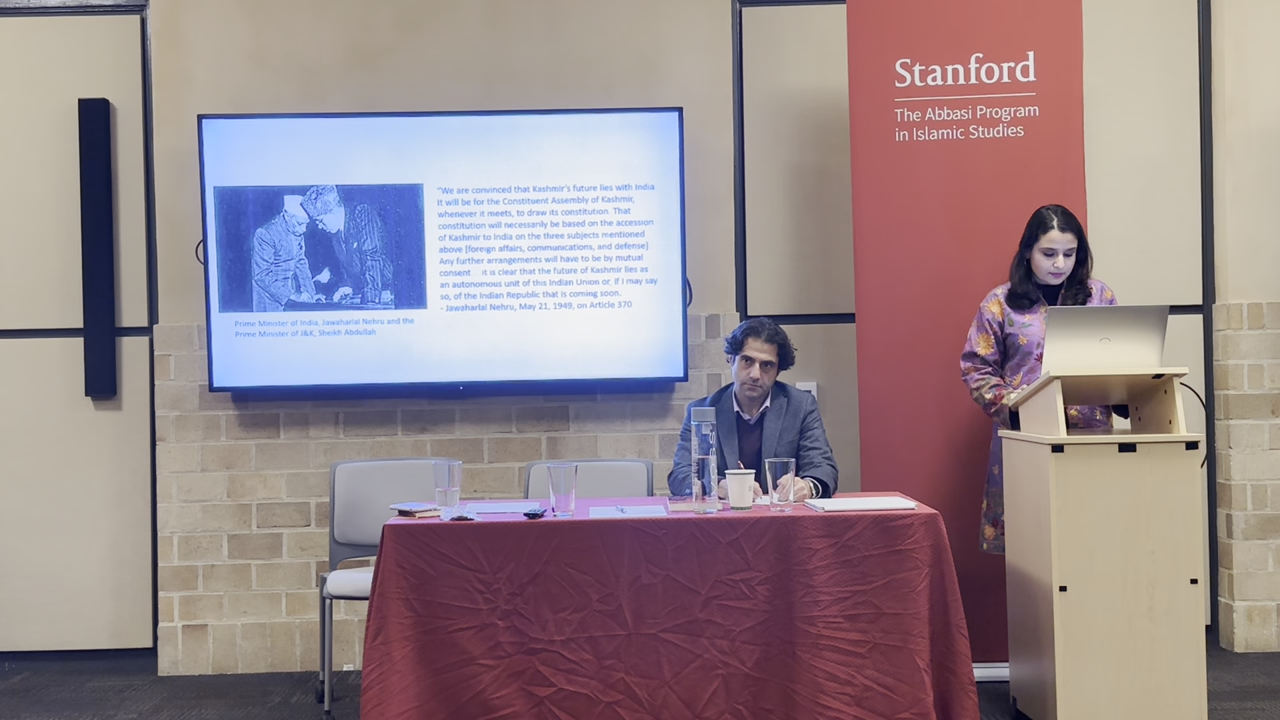 "We are convinced that Kashmir's future lies with India
It will be for the Constituent Assembly of Kashmir,
whenever it meets, to draw its constitution. That
constitution will necessarily be based on the accession
of Kashmir to India on the three subjects mentioned
above [foreign affairs, communications, and defense]
Any further arrangements will have to be by mutual
consent... it is clear that the future of Kashmir lies as
an autonomous unit of this Indian Union or, if I may say
so, of the Indian Republic that is coming soon.
- Jawaharlal Nehru, May 21, 1949, on Article 370
Prime Minister of India, Jawaharlal Nehru and the
Prime Minister of J&K, Sheikh Abdullah
Stanford
The Abbasi Program
in Islamic Studies